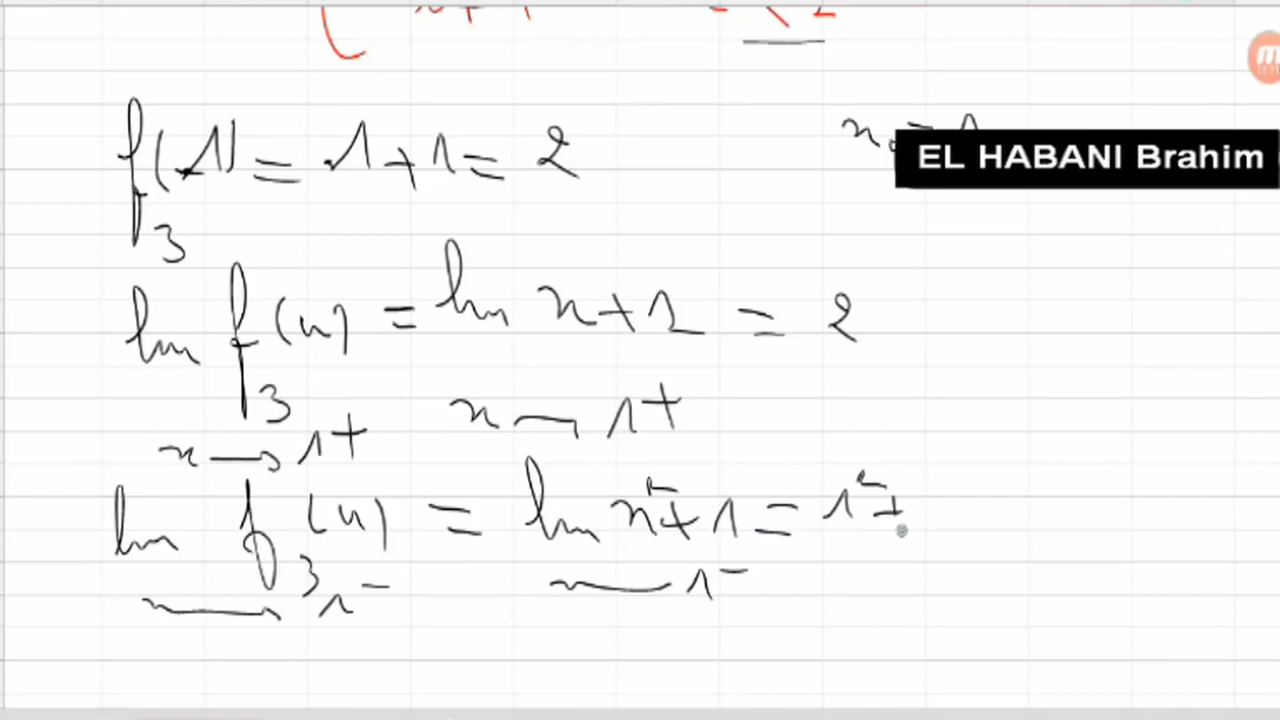 f₃(1) = 1 + 1 = 2
x₀ = 1
EL HABANI Brahim
lim f₃(x) = lim x + 1 = 2
x → 1⁺ x → 1⁺
lim f₃(x) = lim x² + 1 = 1² +
x → 1⁻ x → 1⁻